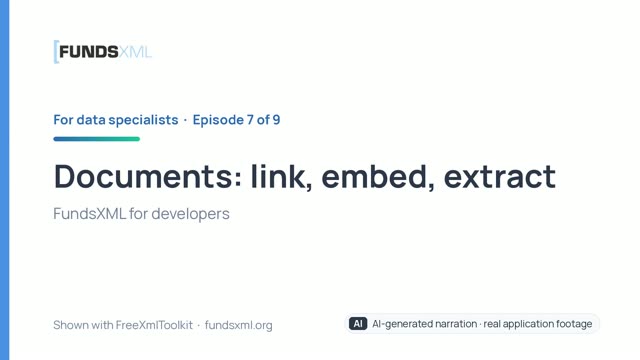 FUNDSXML
For data specialists · Episode 7 of 9
Documents: link, embed, extract
FundsXML for developers
Shown with FreeXmlToolkit · fundsxml.org
AI AI-generated narration · real application footage